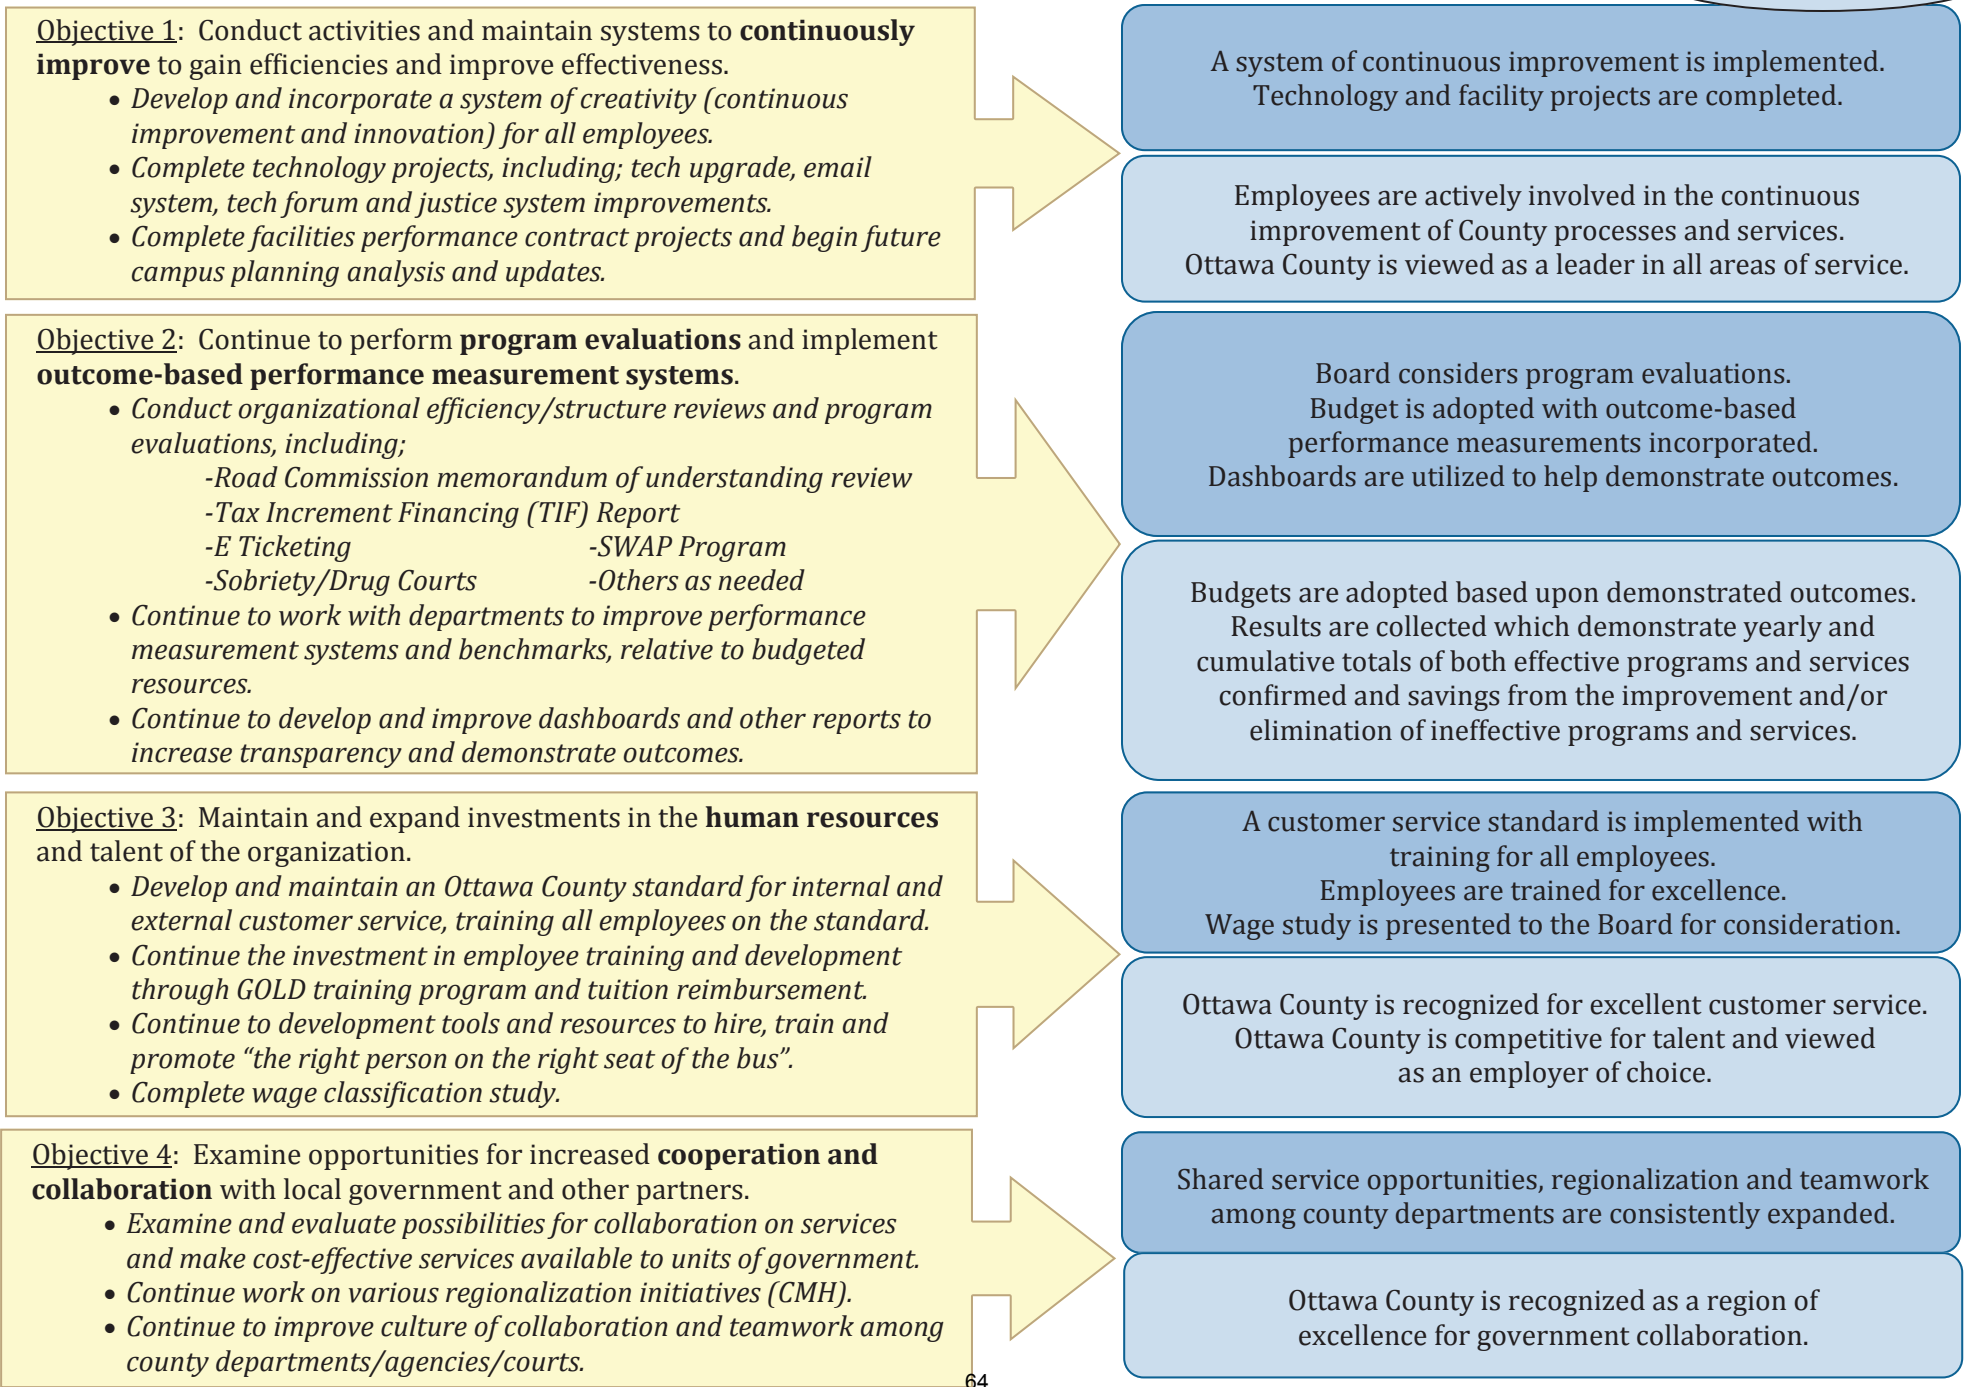 Objective 1:  Conduct activities and maintain systems to continuously
improve to gain efficiencies and improve effectiveness.
• Develop and incorporate a system of creativity (continuous
improvement and innovation) for all employees.
• Complete technology projects, including; tech upgrade, email
system, tech forum and justice system improvements.
• Complete facilities performance contract projects and begin future
campus planning analysis and updates.
A system of continuous improvement is implemented.
Technology and facility projects are completed.
Employees are actively involved in the continuous
improvement of County processes and services.
Ottawa County is viewed as a leader in all areas of service.
Objective 2:  Continue to perform program evaluations and implement
outcome-based performance measurement systems.
• Conduct organizational efficiency/structure reviews and program
evaluations, including;
-Road Commission memorandum of understanding review
-Tax Increment Financing (TIF) Report
-E Ticketing -SWAP Program
-Sobriety/Drug Courts -Others as needed
• Continue to work with departments to improve performance
measurement systems and benchmarks, relative to budgeted
resources.
• Continue to develop and improve dashboards and other reports to
increase transparency and demonstrate outcomes.
Board considers program evaluations.
Budget is adopted with outcome-based
performance measurements incorporated.
Dashboards are utilized to help demonstrate outcomes.
Budgets are adopted based upon demonstrated outcomes.
Results are collected which demonstrate yearly and
cumulative totals of both effective programs and services
confirmed and savings from the improvement and/or
elimination of ineffective programs and services.
Objective 3:  Maintain and expand investments in the human resources
and talent of the organization.
• Develop and maintain an Ottawa County standard for internal and
external customer service, training all employees on the standard.
• Continue the investment in employee training and development
through GOLD training program and tuition reimbursement.
• Continue to development tools and resources to hire, train and
promote “the right person on the right seat of the bus”.
• Complete wage classification study.
A customer service standard is implemented with
training for all employees.
Employees are trained for excellence.
Wage study is presented to the Board for consideration.
Ottawa County is recognized for excellent customer service.
Ottawa County is competitive for talent and viewed
as an employer of choice.
Objective 4:  Examine opportunities for increased cooperation and
collaboration with local government and other partners.
• Examine and evaluate possibilities for collaboration on services
and make cost-effective services available to units of government.
• Continue work on various regionalization initiatives (CMH).
• Continue to improve culture of collaboration and teamwork among
county departments/agencies/courts.
Shared service opportunities, regionalization and teamwork
among county departments are consistently expanded.
Ottawa County is recognized as a region of
excellence for government collaboration.
64